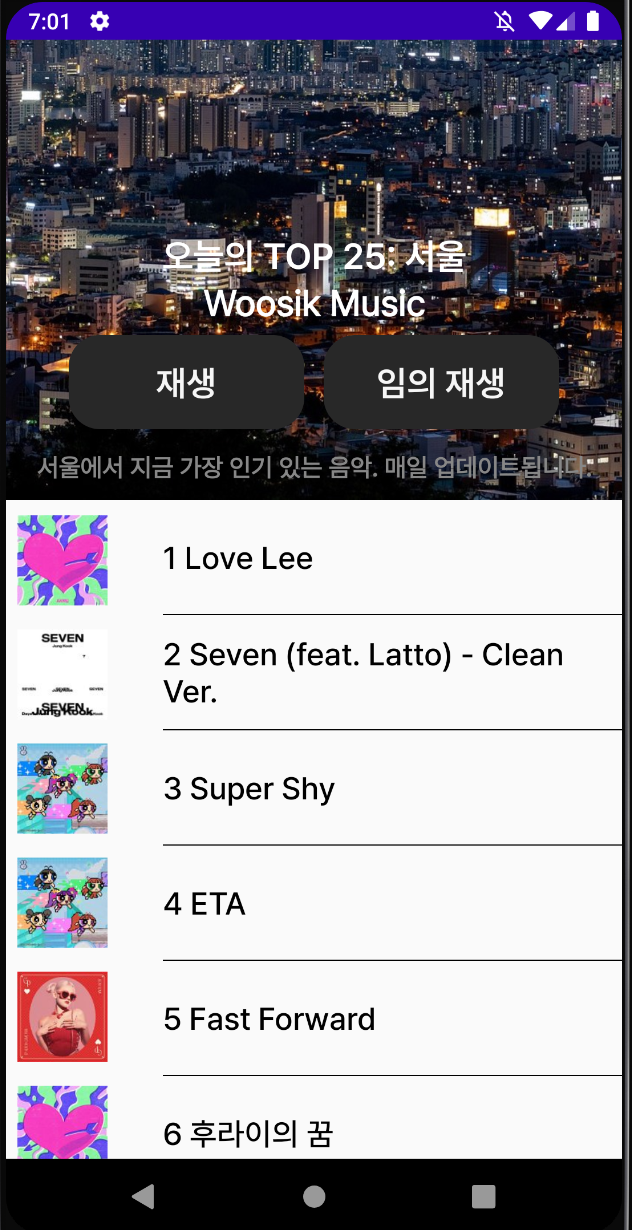 7:01
오늘의 TOP 25: 서울
Woosik Music
재생
임의 재생
서울에서 지금 가장 인기 있는 음악. 매일 업데이트됩니다.
1 Love Lee
SEVEN
Jung Kook
SEVEN
SEVEN
SEVEN
Jung Kook
2 Seven (feat. Latto) - Clean
Ver.
3 Super Shy
4 ETA
5 Fast Forward
6 후라이의 꿈